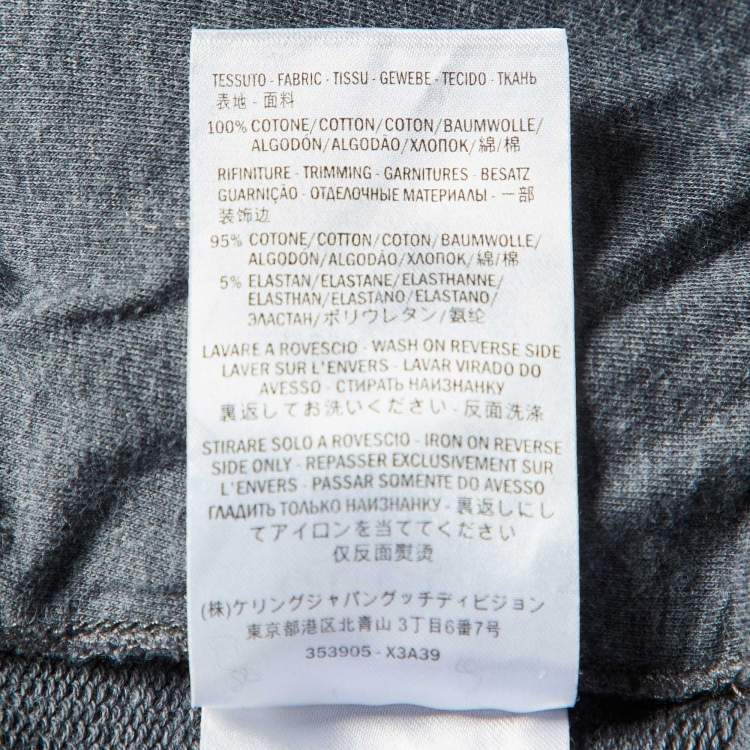 TESSUTO - FABRIC - TISSU - GEWEBE - TECIDO - ТКАНЬ
表地 - 面料
100% COTONE/COTTON/COTON/BAUMWOLLE/
ALGODÓN/ALGODÃO/ХЛОПОК/綿/棉
RIFINITURE - TRIMMING - GARNITURES - BESATZ
GUARNIÇÃO - ОТДЕЛОЧНЫЕ МАТЕРИАЛЫ - 一部
装饰边
95% COTONE/COTTON/COTON/BAUMWOLLE/
ALGODÓN/ALGODÃO/ХЛОПОК/綿/棉
5% ELASTAN/ELASTANE/ELASTHANNE/
ELASTHAN/ELASTANO/ELASTANO/
ЭЛАСТАН/ポリウレタン/氨纶
LAVARE A ROVESCIO - WASH ON REVERSE SIDE
LAVER SUR L'ENVERS - LAVAR VIRADO DO
AVESSO - СТИРАТЬ НАИЗНАНКУ
裏返してお洗いください - 反面洗涤
STIRARE SOLO A ROVESCIO - IRON ON REVERSE
SIDE ONLY - REPASSER EXCLUSIVEMENT SUR
L'ENVERS - PASSAR SOMENTE DO AVESSO
ГЛАДИТЬ ТОЛЬКО НАИЗНАНКУ - 裏返しにし
てアイロンを当ててください
仅反面熨烫
(株)ケリングジャパングッチディビジョン
東京都港区北青山 3丁目6番7号
353905 - X3A39